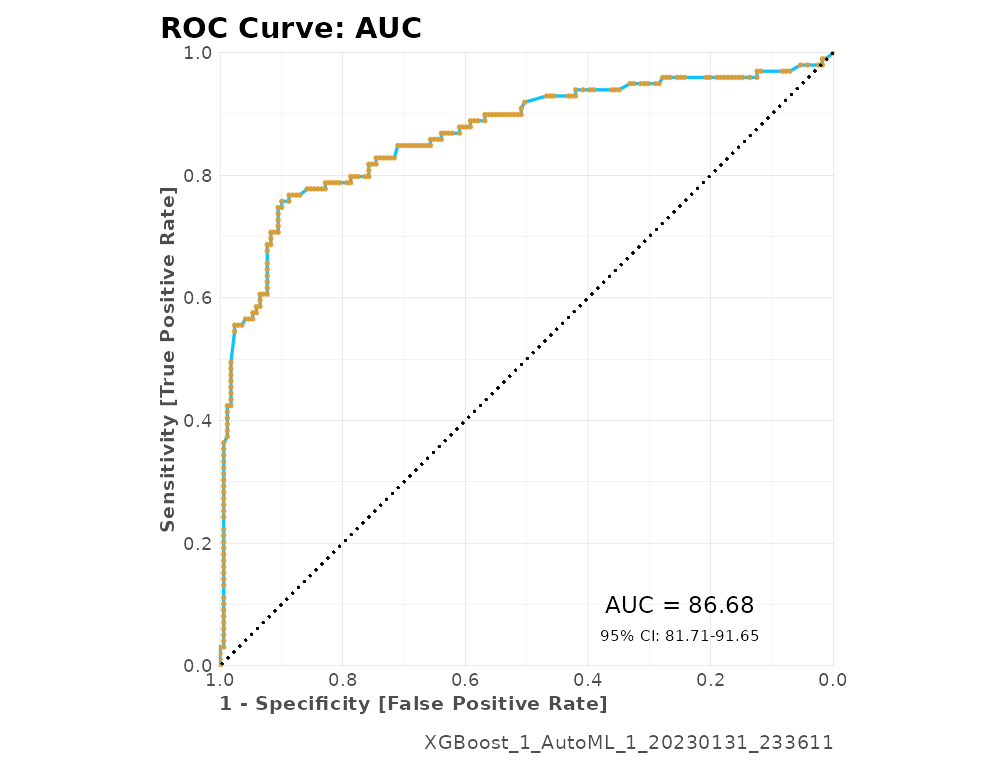 ROC Curve: AUC
Sensitivity [True Positive Rate]
1.0
0.8
0.6
0.4
0.2
0.0
AUC = 86.68
95% CI: 81.71-91.65
1.0 0.8 0.6 0.4 0.2 0.0
1 - Specificity [False Positive Rate]
XGBoost_1_AutoML_1_20230131_233611